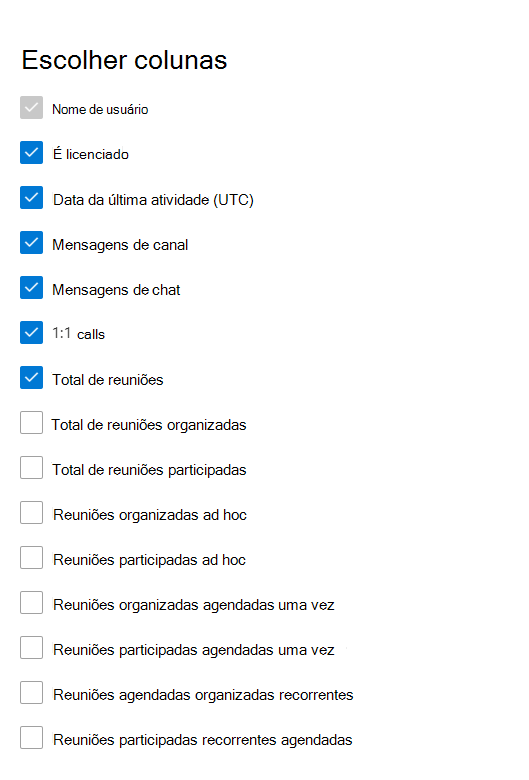 Escolher colunas
Nome de usuário
É licenciado
Data da última atividade (UTC)
Mensagens de canal
Mensagens de chat
1:1 calls
Total de reuniões
Total de reuniões organizadas
Total de reuniões participadas
Reuniões organizadas ad hoc
Reuniões participadas ad hoc
Reuniões organizadas agendadas uma vez
Reuniões participadas agendadas uma vez
Reuniões agendadas organizadas recorrentes
Reuniões participadas recorrentes agendadas